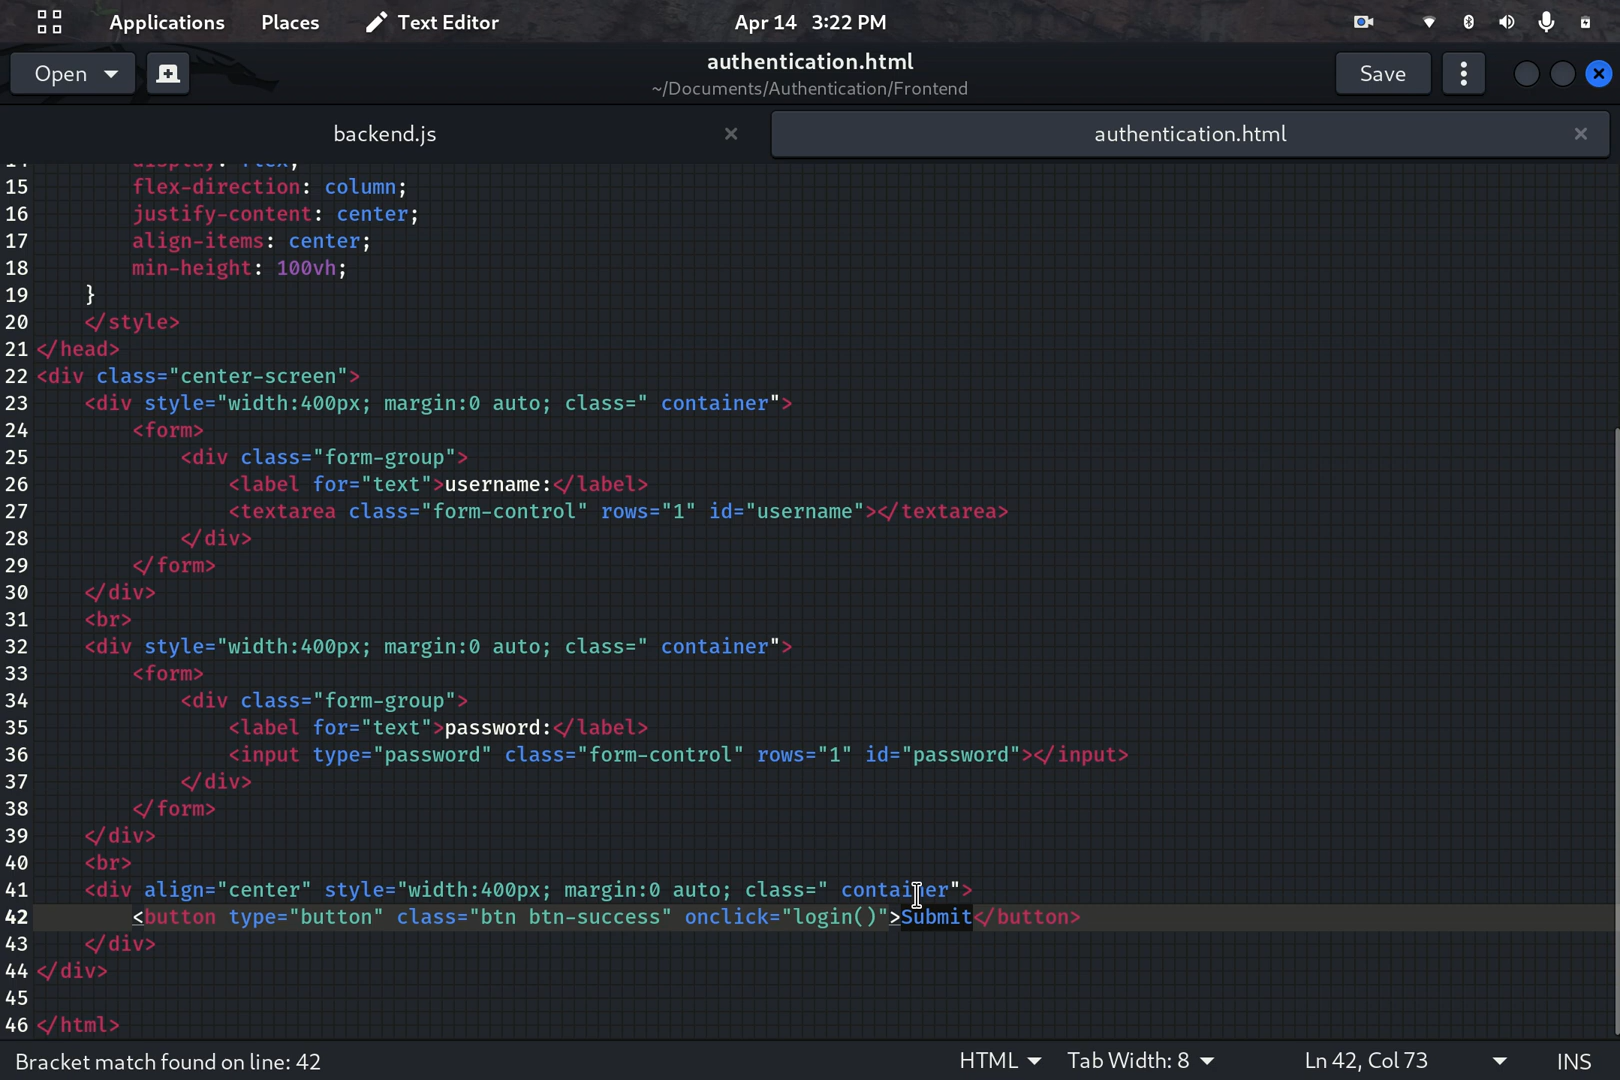 Applications Places Text Editor Apr 14 3:22 PM
Open authentication.html Save
~/Documents/Authentication/Frontend
backend.js authentication.html
14 display: flex;
15 flex-direction: column;
16 justify-content: center;
17 align-items: center;
18 min-height: 100vh;
19 }
20 </style>
21 </head>
22 <div class="center-screen">
23 <div style="width:400px; margin:0 auto; class=" container">
24 <form>
25 <div class="form-group">
26 <label for="text">username:</label>
27 <textarea class="form-control" rows="1" id="username"></textarea>
28 </div>
29 </form>
30 </div>
31 <br>
32 <div style="width:400px; margin:0 auto; class=" container">
33 <form>
34 <div class="form-group">
35 <label for="text">password:</label>
36 <input type="password" class="form-control" rows="1" id="password"></input>
37 </div>
38 </form>
39 </div>
40 <br>
41 <div align="center" style="width:400px; margin:0 auto; class=" container">
42 <button type="button" class="btn btn-success" onclick="login()">Submit</button>
43 </div>
44 </div>
45
46 </html>
Bracket match found on line: 42 HTML Tab Width: 8 Ln 42, Col 73 INS